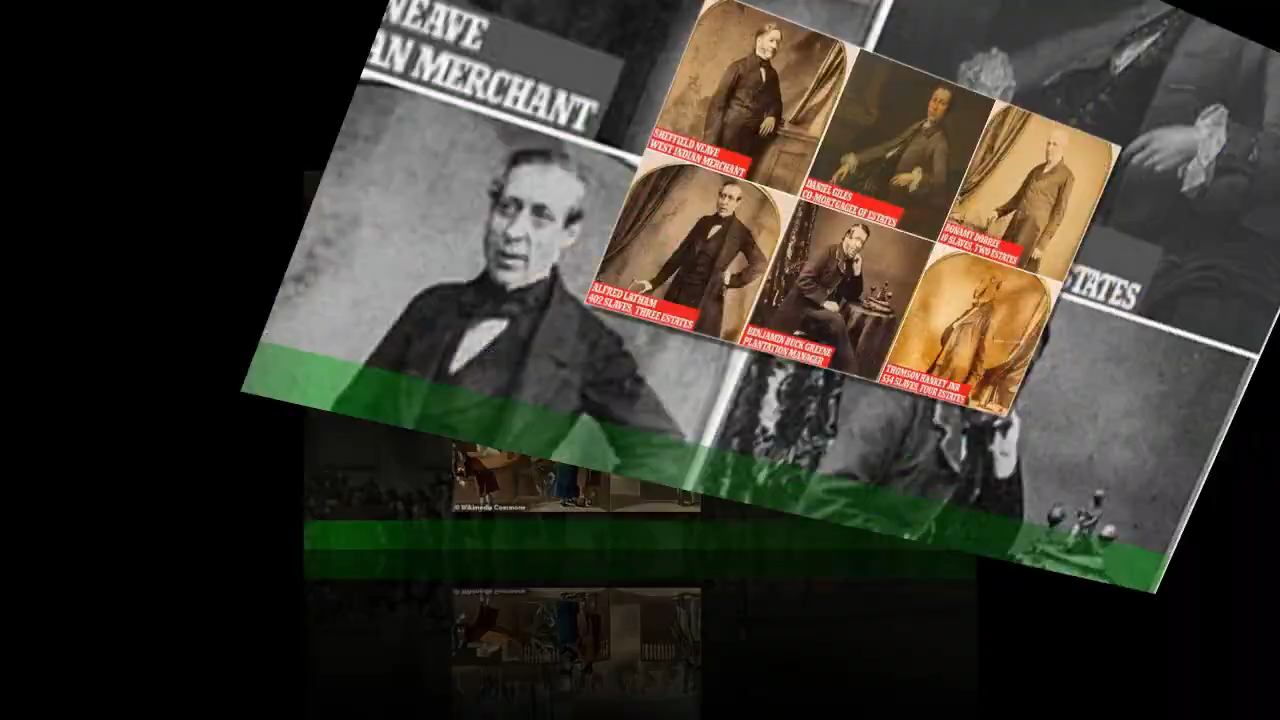 NEAVE
AN MERCHANT
SHEFFIELD NEAVE
WEST INDIAN MERCHANT
DANIEL GILES
CO-MORTGAGEE OF ESTATES
BONAMY DOBREE
19 SLAVES, TWO ESTATES
ALFRED LATHAM
402 SLAVES, THREE ESTATES
BENJAMIN BUCK GREENE
PLANTATION MANAGER
THOMSON HANKEY JNR
534 SLAVES, FOUR ESTATES
STATES
© Wikimedia Commons